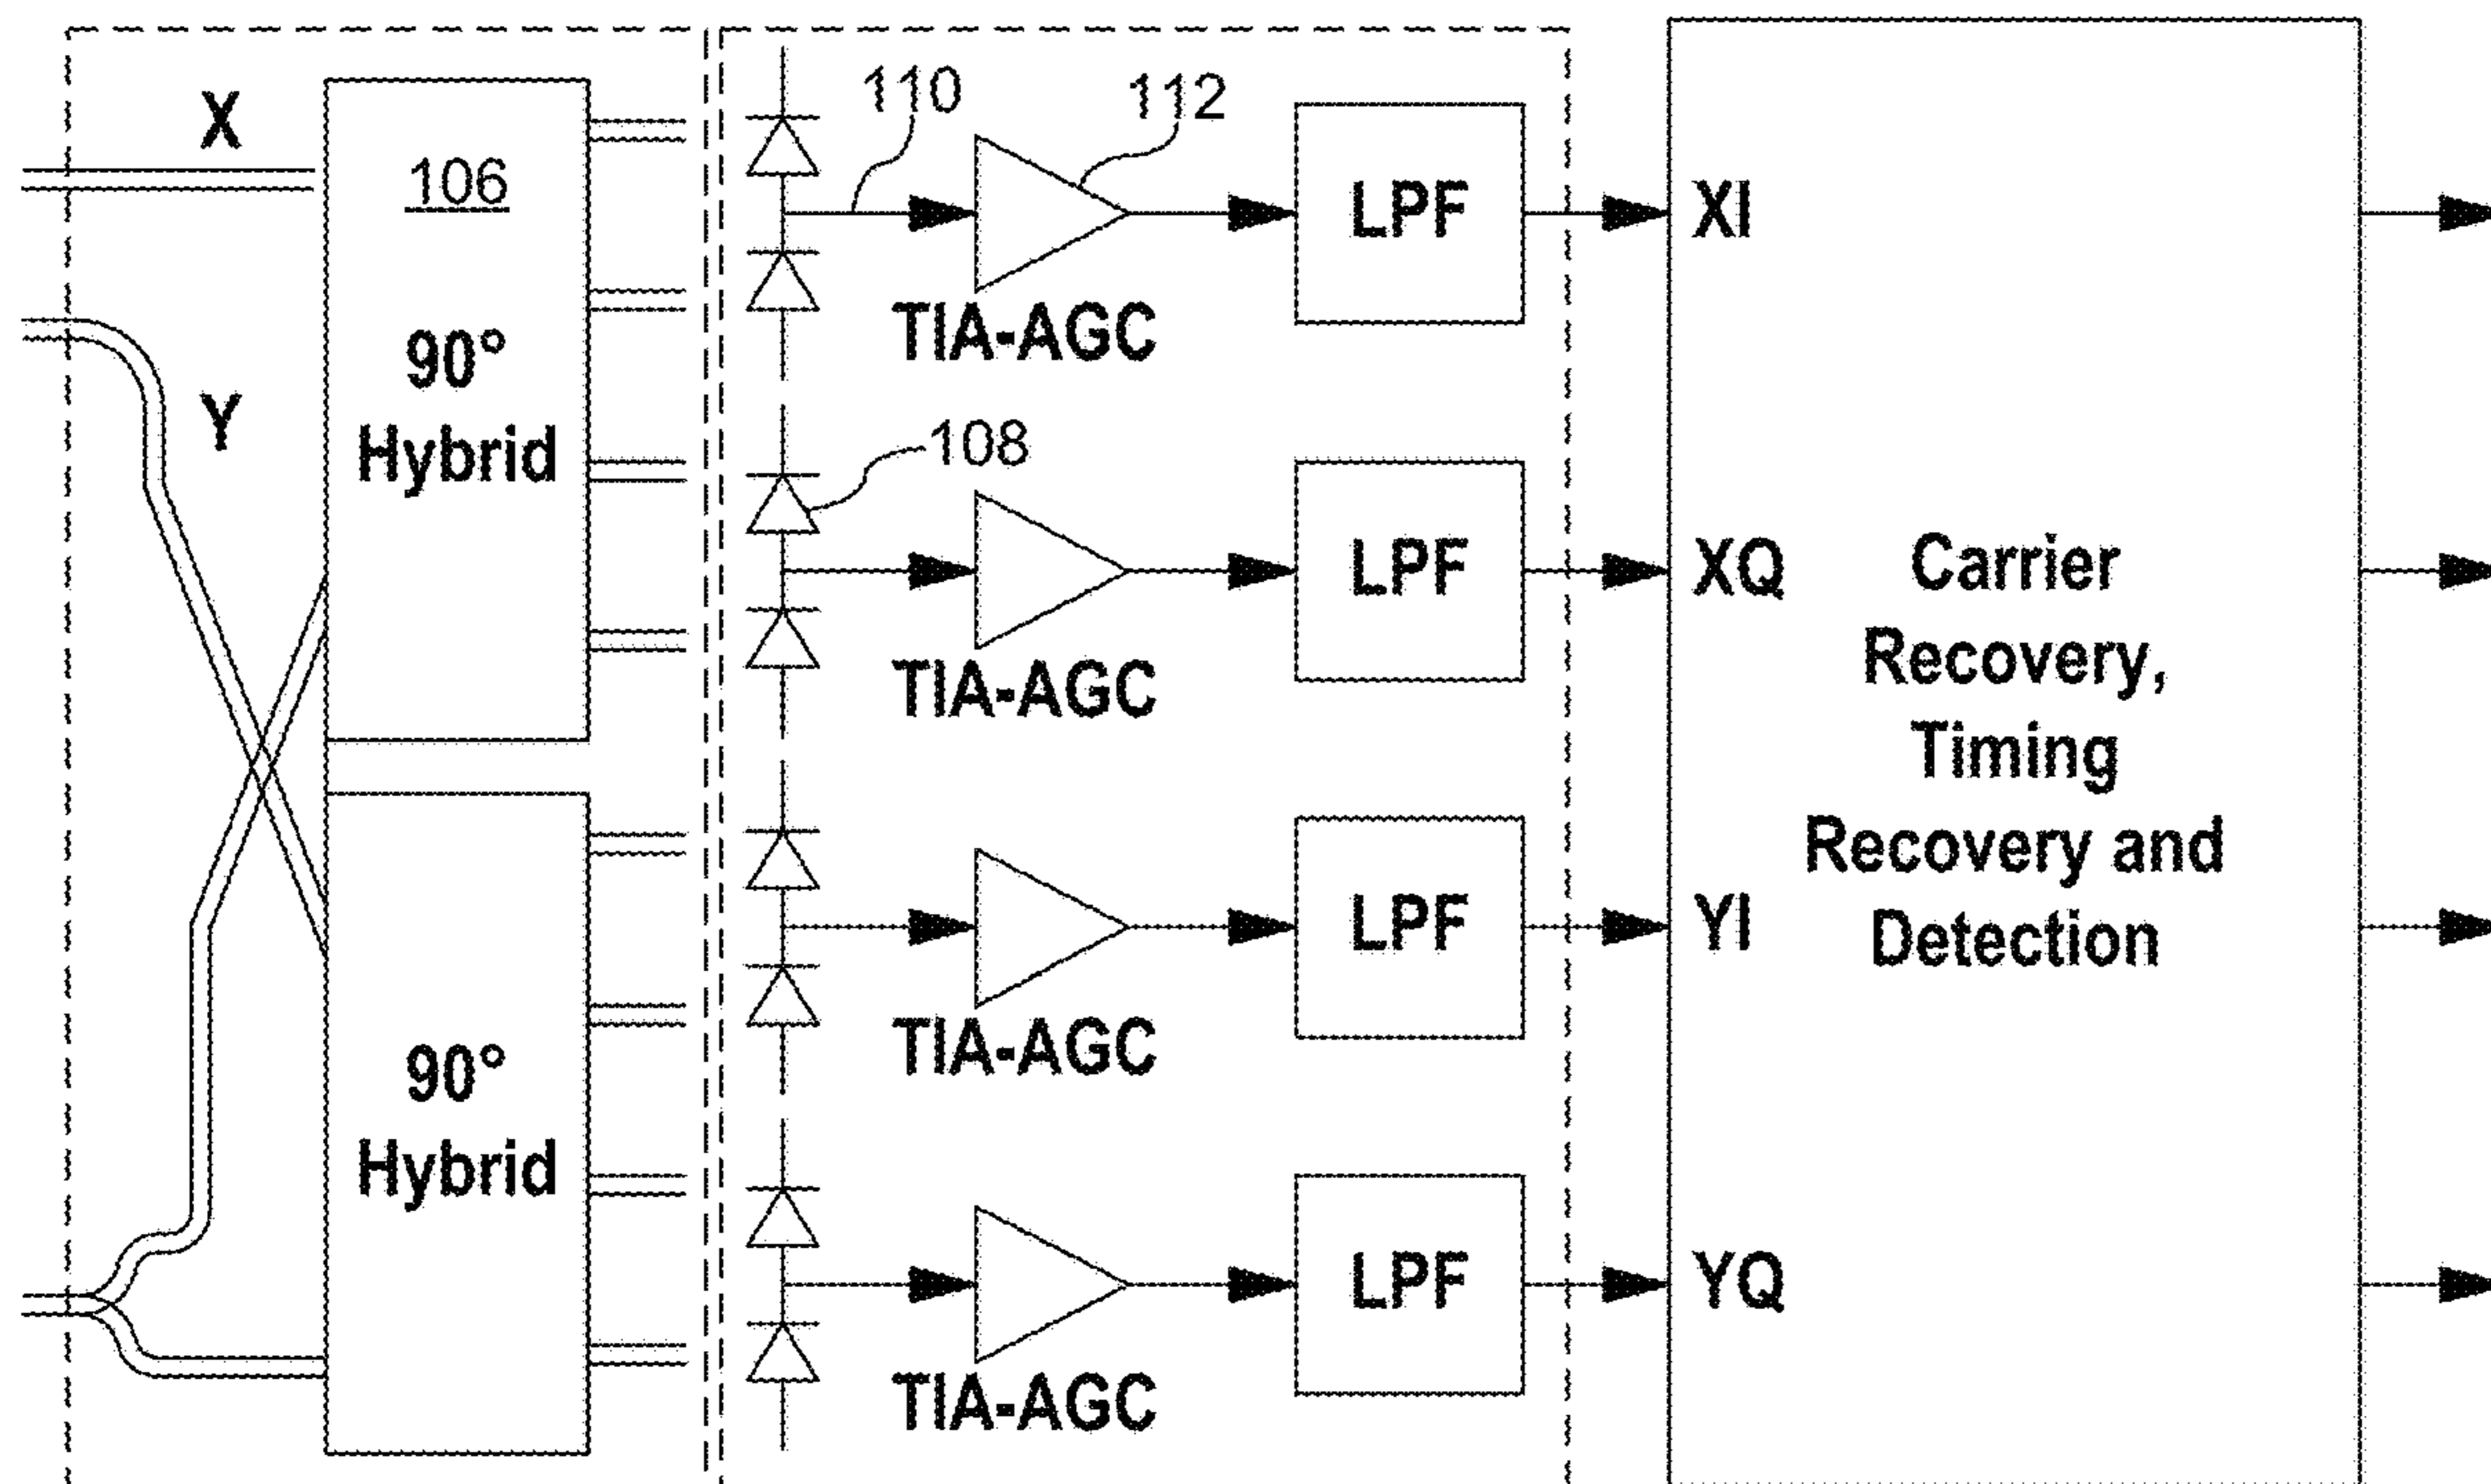 X
106
90°
Hybrid
Y
90°
Hybrid
110
112
TIA-AGC
LPF
XI
108
TIA-AGC
LPF
XQ
TIA-AGC
LPF
YI
TIA-AGC
LPF
YQ
Carrier
Recovery,
Timing
Recovery and
Detection